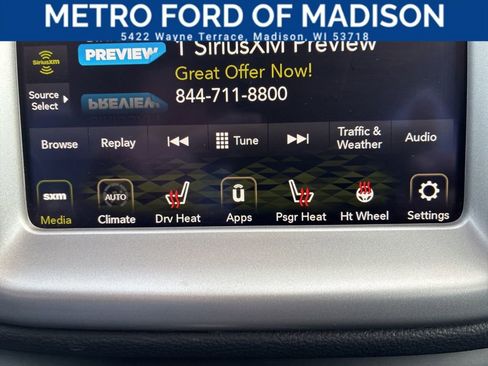 METRO FORD OF MADISON
5422 Wayne Terrace, Madison, WI 53718
SiriusXM
PREVIEW
1 SiriusXM Preview
Great Offer Now!
844-711-8800
Source
Select
PREVIEW
Browse
Replay
Tune
Traffic &
Weather
Audio
sxm
AUTO
Media
Climate
Drv Heat
Apps
Psgr Heat
Ht Wheel
Settings